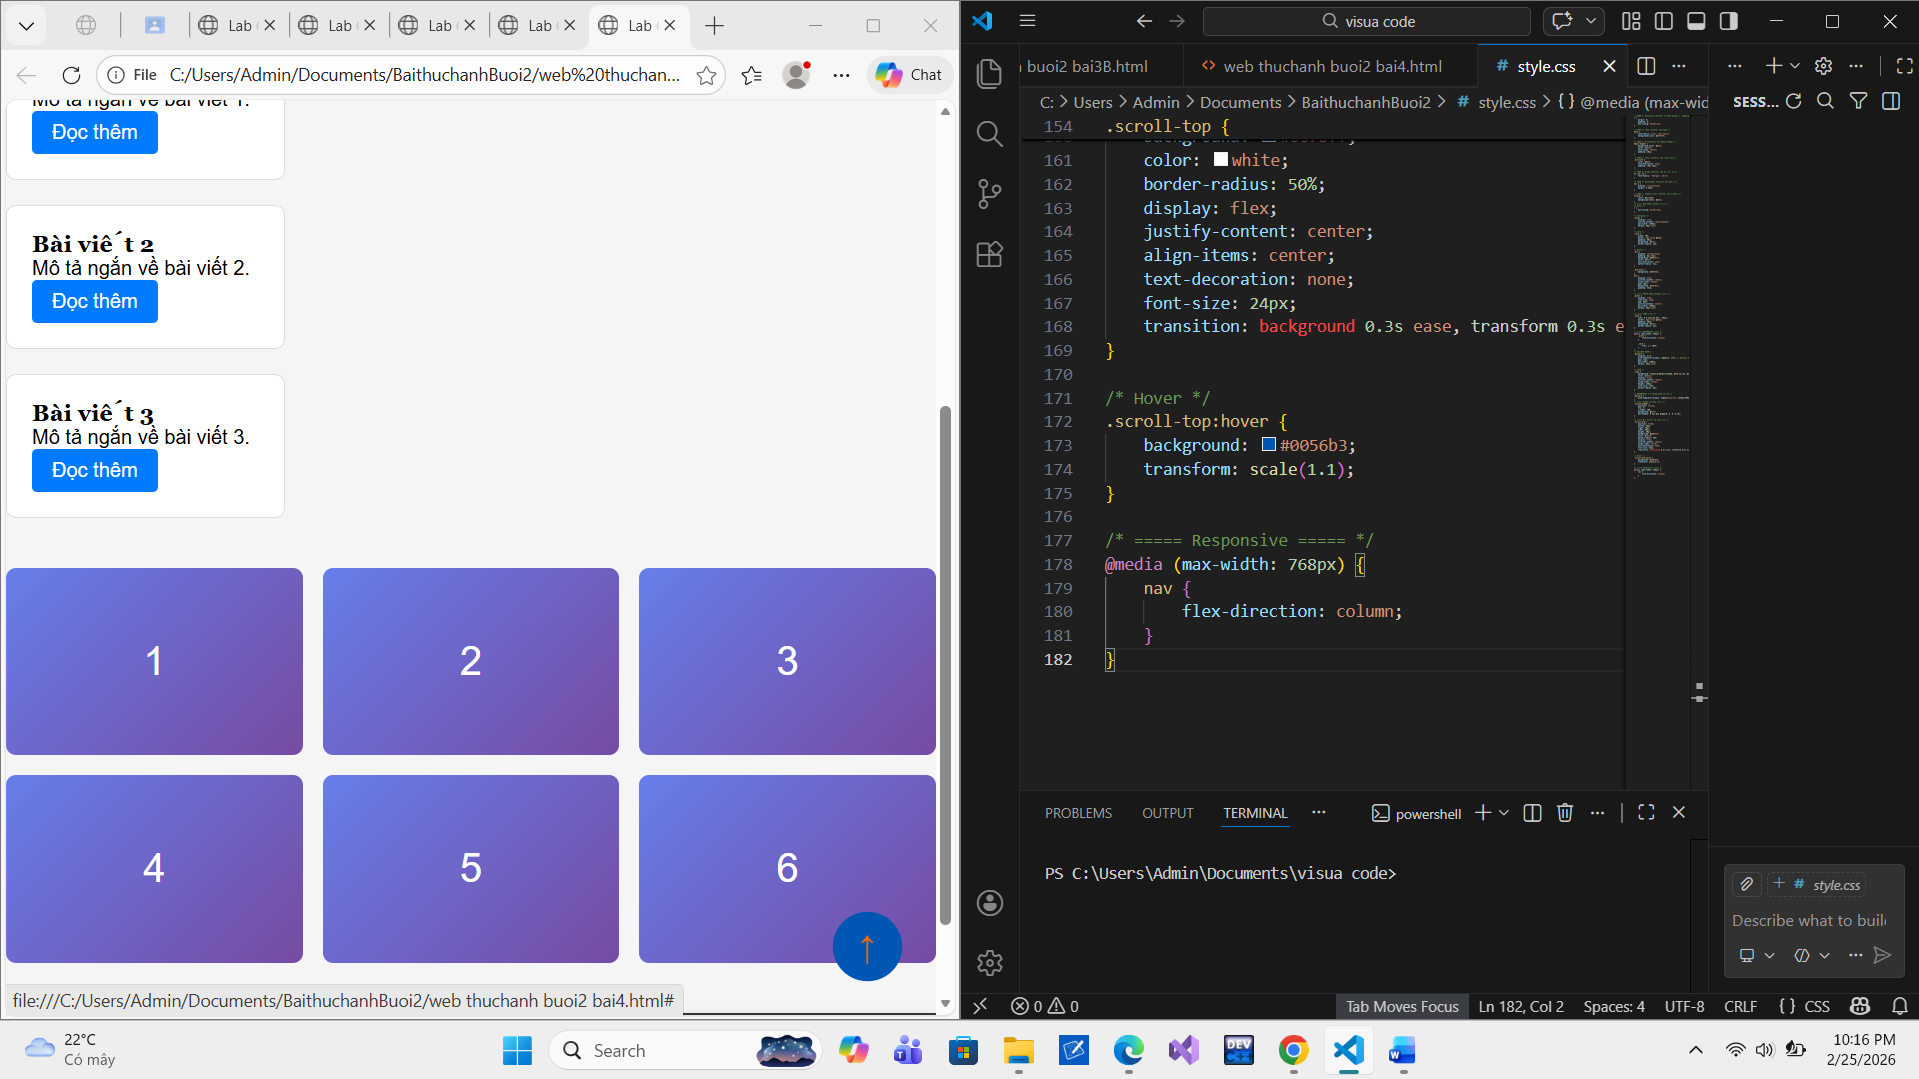 Lab
Lab
Lab
Lab
Lab
File C:/Users/Admin/Documents/BaithuchanhBuoi2/web%20thuchan...
Chat
Mô tả ngắn về bài viết 1.
Đọc thêm
Bài viết 2
Mô tả ngắn về bài viết 2.
Đọc thêm
Bài viết 3
Mô tả ngắn về bài viết 3.
Đọc thêm
1
2
3
4
5
6
↑
file:///C:/Users/Admin/Documents/BaithuchanhBuoi2/web thuchanh buoi2 bai4.html#
visua code
buoi2 bai3B.html
<> web thuchanh buoi2 bai4.html
# style.css
C: > Users > Admin > Documents > BaithuchanhBuoi2 > # style.css > {} @media (max-wid
SESS...
154 .scroll-top {
161 color: white;
162 border-radius: 50%;
163 display: flex;
164 justify-content: center;
165 align-items: center;
166 text-decoration: none;
167 font-size: 24px;
168 transition: background 0.3s ease, transform 0.3s e
169 }
170
171 /* Hover */
172 .scroll-top:hover {
173 background: #0056b3;
174 transform: scale(1.1);
175 }
176
177 /* ===== Responsive ===== */
178 @media (max-width: 768px) {
179 nav {
180 flex-direction: column;
181 }
182 }
PROBLEMS OUTPUT TERMINAL ... powershell
PS C:\Users\Admin\Documents\visua code>
+ # style.css
Describe what to buil
0 0
Tab Moves Focus Ln 182, Col 2 Spaces: 4 UTF-8 CRLF {} CSS
22°C
Có mây
Search
DEV C++
10:16 PM
2/25/2026